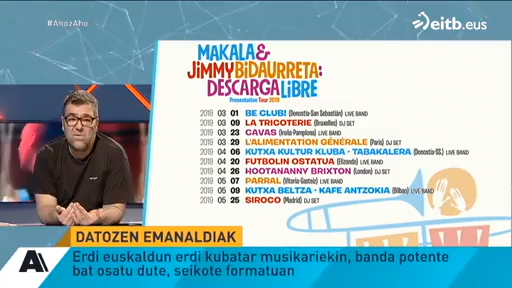 #AhozAho
eitb.eus
MAKALA &
JIMMY BIDAURRETA:
DESCARGA LIBRE
Presentation Tour 2019
2019 03 01 BE CLUB! (Donostia-San Sebastián) LIVE BAND
2019 03 09 LA TRICOTERIE (Bruxelles) DJ SET
2019 03 23 CAVAS (Iruña-Pamplona) LIVE BAND
2019 03 29 L'ALIMENTATION GÉNÉRALE (Paris) DJ SET
2019 04 06 KUTXA KULTUR KLUBA - TABAKALERA (Donostia-SS.) LIVE BAND
2019 04 20 FUTBOLIN OSTATUA (Elizondo) LIVE BAND
2019 04 26 HOOTANANNY BRIXTON (London) DJ SET
2019 05 07 PARRAL (Vitoria-Gasteiz) LIVE BAND
2019 05 09 KUTXA BELTZA - KAFE ANTZOKIA (Bilbao) LIVE BAND
2019 05 25 SIROCO (Madrid) DJ SET
DATOZEN EMANALDIAK
Erdi euskaldun erdi kubatar musikariekin, banda potente
bat osatu dute, seikote formatuan